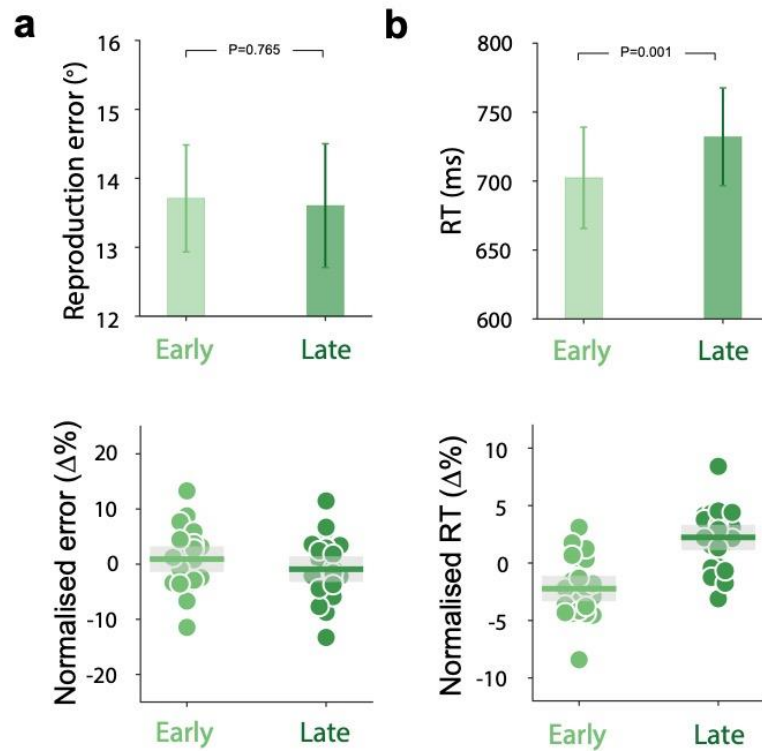 a
Reproduction error (°)
16
15
14
13
12
P=0.765
Early
Late
b
RT (ms)
800
750
700
650
600
P=0.001
Early
Late
Normalised error (Δ%)
20
10
0
-10
-20
Early
Late
Normalised RT (Δ%)
10
5
0
-5
-10
Early
Late